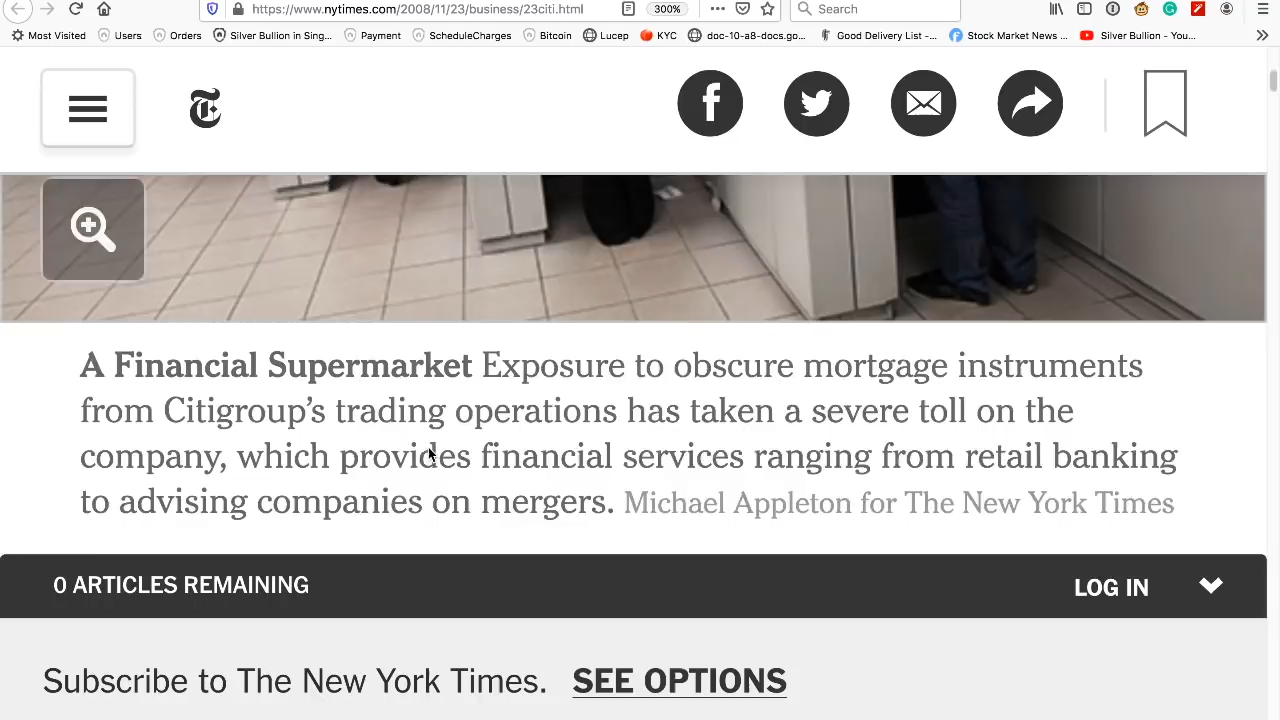 https://www.nytimes.com/2008/11/23/business/23citi.html 300% Search
Most Visited Users Orders Silver Bullion in Sing... Payment ScheduleCharges Bitcoin Lucep KYC doc-10-a8-docs.go... Good Delivery List -... Stock Market News ... Silver Bullion - You...
A Financial Supermarket Exposure to obscure mortgage instruments
from Citigroup’s trading operations has taken a severe toll on the
company, which provides financial services ranging from retail banking
to advising companies on mergers. Michael Appleton for The New York Times
0 ARTICLES REMAINING LOG IN
Subscribe to The New York Times. SEE OPTIONS